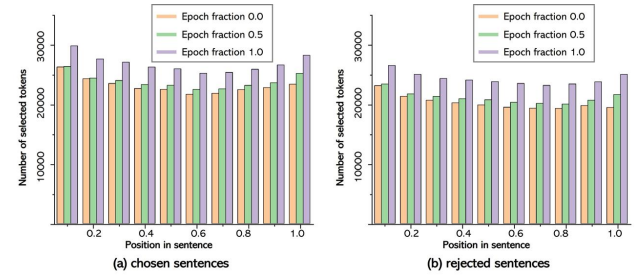 Epoch fraction 0.0
Epoch fraction 0.5
Epoch fraction 1.0
Number of selected tokens
30000
20000
10000
0.2 0.4 0.6 0.8 1.0
Position in sentence
(a) chosen sentences
Epoch fraction 0.0
Epoch fraction 0.5
Epoch fraction 1.0
Number of selected tokens
30000
20000
10000
0.2 0.4 0.6 0.8 1.0
Position in sentence
(b) rejected sentences